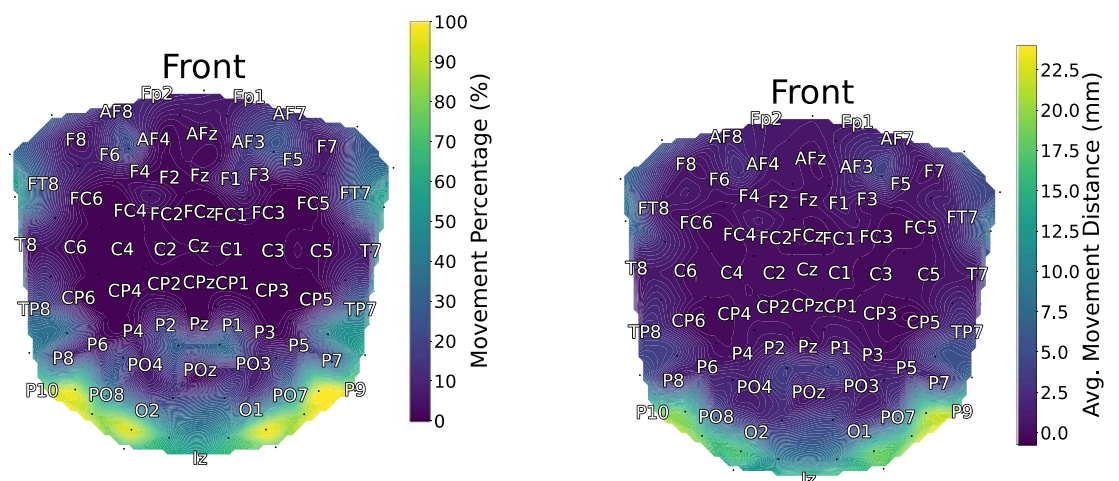 Front
Fp2 Fp1
AF8 AF7
F8 AF4 AFz AF3 F7
F6 F5
F4 F2 Fz F1 F3
FT8 FT7
FC6 FC4 FC2 FCz FC1 FC3 FC5
T8 C6 C4 C2 Cz C1 C3 C5 T7
CP6 CP4 CP2 CPz CP1 CP3 CP5
TP8 TP7
P4 P2 Pz P1 P3
P8 P6 P5 P7
PO4 POz PO3
P10 PO8 PO7 P9
O2 O1
Iz
100
90
80
70
60
50
40
30
20
10
0
Movement Percentage (%)
Front
Fp2 Fp1
AF8 AF7
F8 AF4 AFz AF3 F7
F6 F5
F4 F2 Fz F1 F3
FT8 FT7
FC6 FC4 FC2 FCz FC1 FC3 FC5
T8 C6 C4 C2 Cz C1 C3 C5 T7
CP6 CP4 CP2 CPz CP1 CP3 CP5
TP8 TP7
P4 P2 Pz P1 P3
P8 P6 P5 P7
PO4 POz PO3
P10 PO8 PO7 P9
O2 O1
Iz
22.5
20.0
17.5
15.0
12.5
10.0
7.5
5.0
2.5
0.0
Avg. Movement Distance (mm)